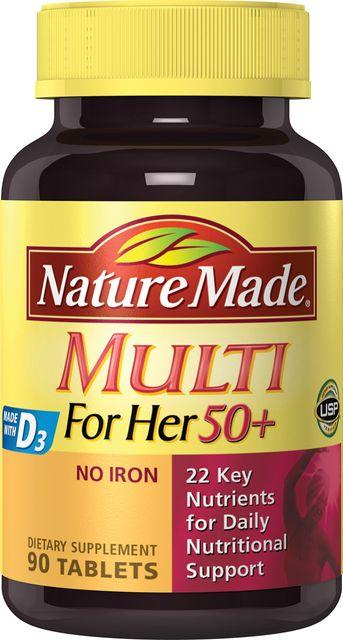 Nature Made®
MULTI
For Her 50+
MADE WITH D3
USP
NO IRON
22 Key
Nutrients
for Daily
Nutritional
Support
DIETARY SUPPLEMENT
90 TABLETS